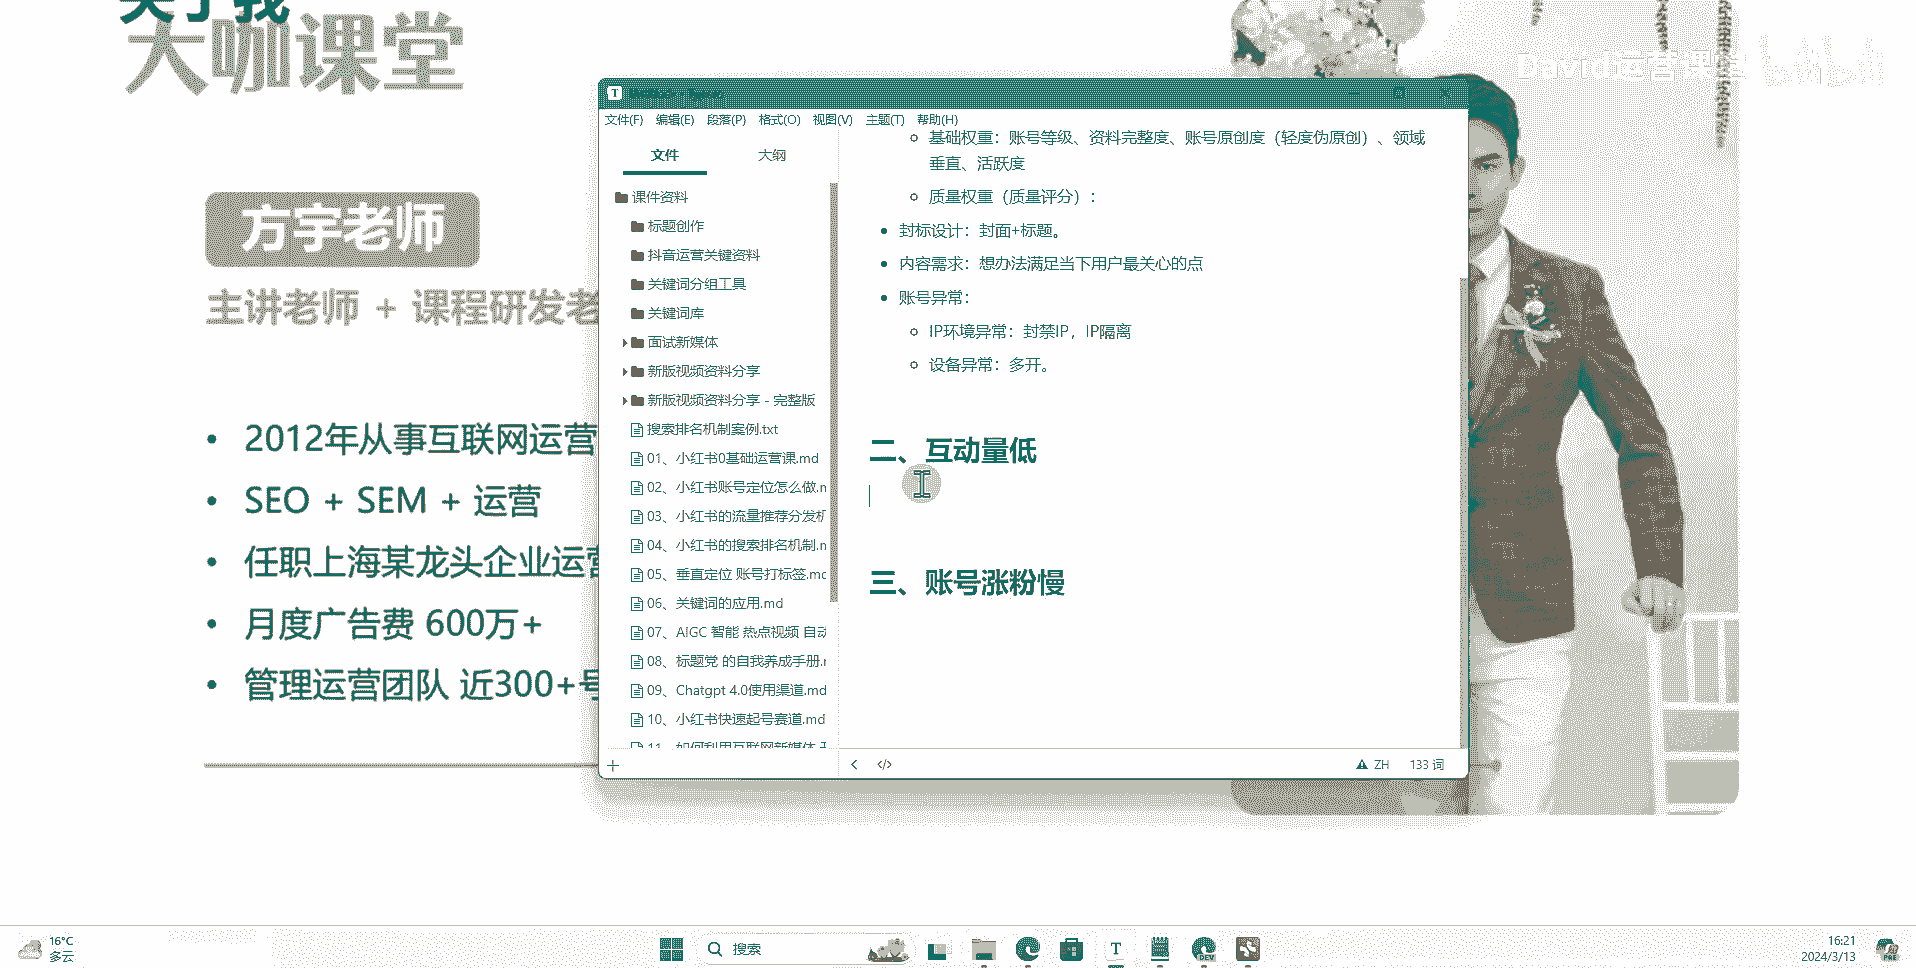 关于我
大咖课堂
David运营课堂
bilibili
方宇老师
主讲老师 + 课程研发老
2012年从事互联网运营
SEO + SEM + 运营
任职上海某龙头企业运营
月度广告费 600万+
管理运营团队 近300+号
文件(F) 编辑(E) 段落(P) 格式(O) 视图(V) 主题(T) 帮助(H)
文件 大纲
课件资料
标题创作
抖音运营关键资料
关键词分组工具
关键词库
面试新媒体
新版视频资料分享
新版视频资料分享 - 完整版
搜索排名机制案例.txt
01、小红书0基础运营课.md
02、小红书账号定位怎么做.m
03、小红书的流量推荐分发机
04、小红书的搜索排名机制.m
05、垂直定位 账号打标签.mc
06、关键词的应用.md
07、AIGC 智能 热点视频 自动
08、标题党 的自我养成手册.r
09、Chatgpt 4.0使用渠道.md
10、小红书快速起号赛道.md
11、如何利用互联网新媒体
基础权重：账号等级、资料完整度、账号原创度（轻度伪原创）、领域
垂直、活跃度
质量权重（质量评分）：
封标设计：封面+标题。
内容需求：想办法满足当下用户最关心的点
账号异常：
IP环境异常：封禁IP，IP隔离
设备异常：多开。
二、互动量低
三、账号涨粉慢
ZH 133 词
16°C
多云
搜索
16:21
2024/3/13